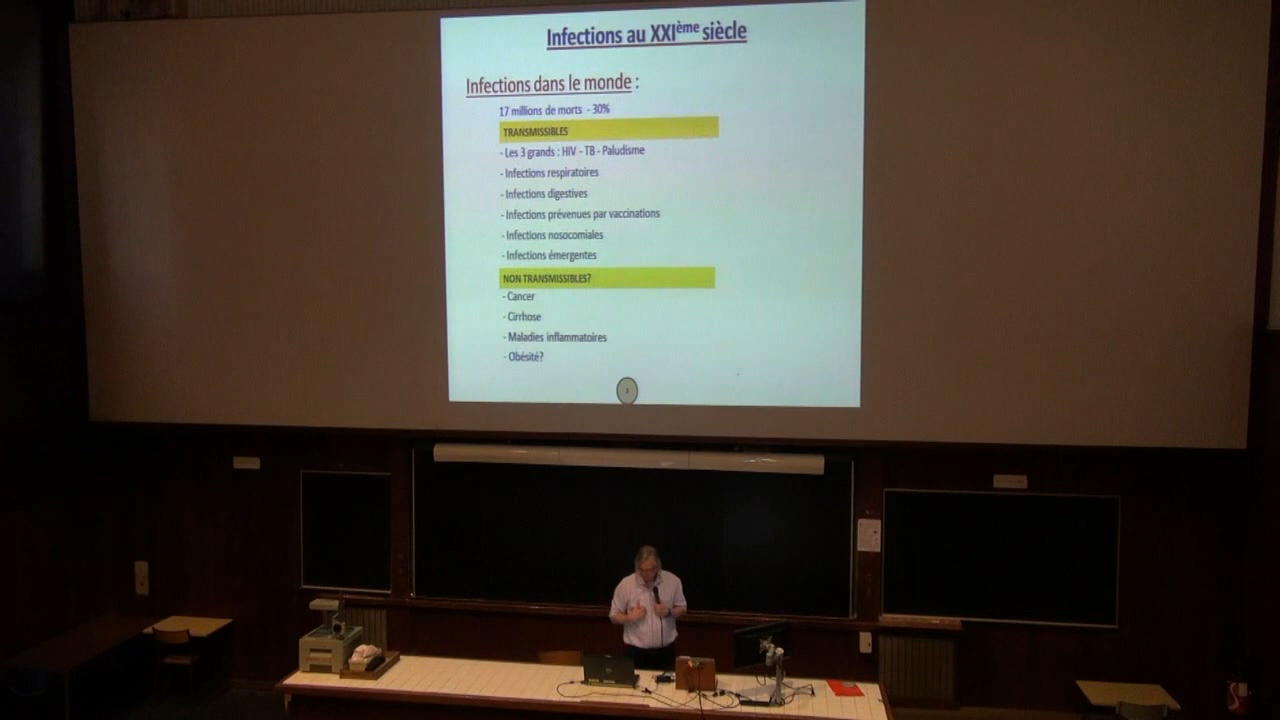 Infections au XXIème siècle
Infections dans le monde :
17 millions de morts - 30%
TRANSMISSIBLES
- Les 3 grands : HIV - TB - Paludisme
- Infections respiratoires
- Infections digestives
- Infections prévenues par vaccinations
- Infections nosocomiales
- Infections émergentes
NON TRANSMISSIBLES?
- Cancer
- Cirrhose
- Maladies inflammatoires
- Obésité?